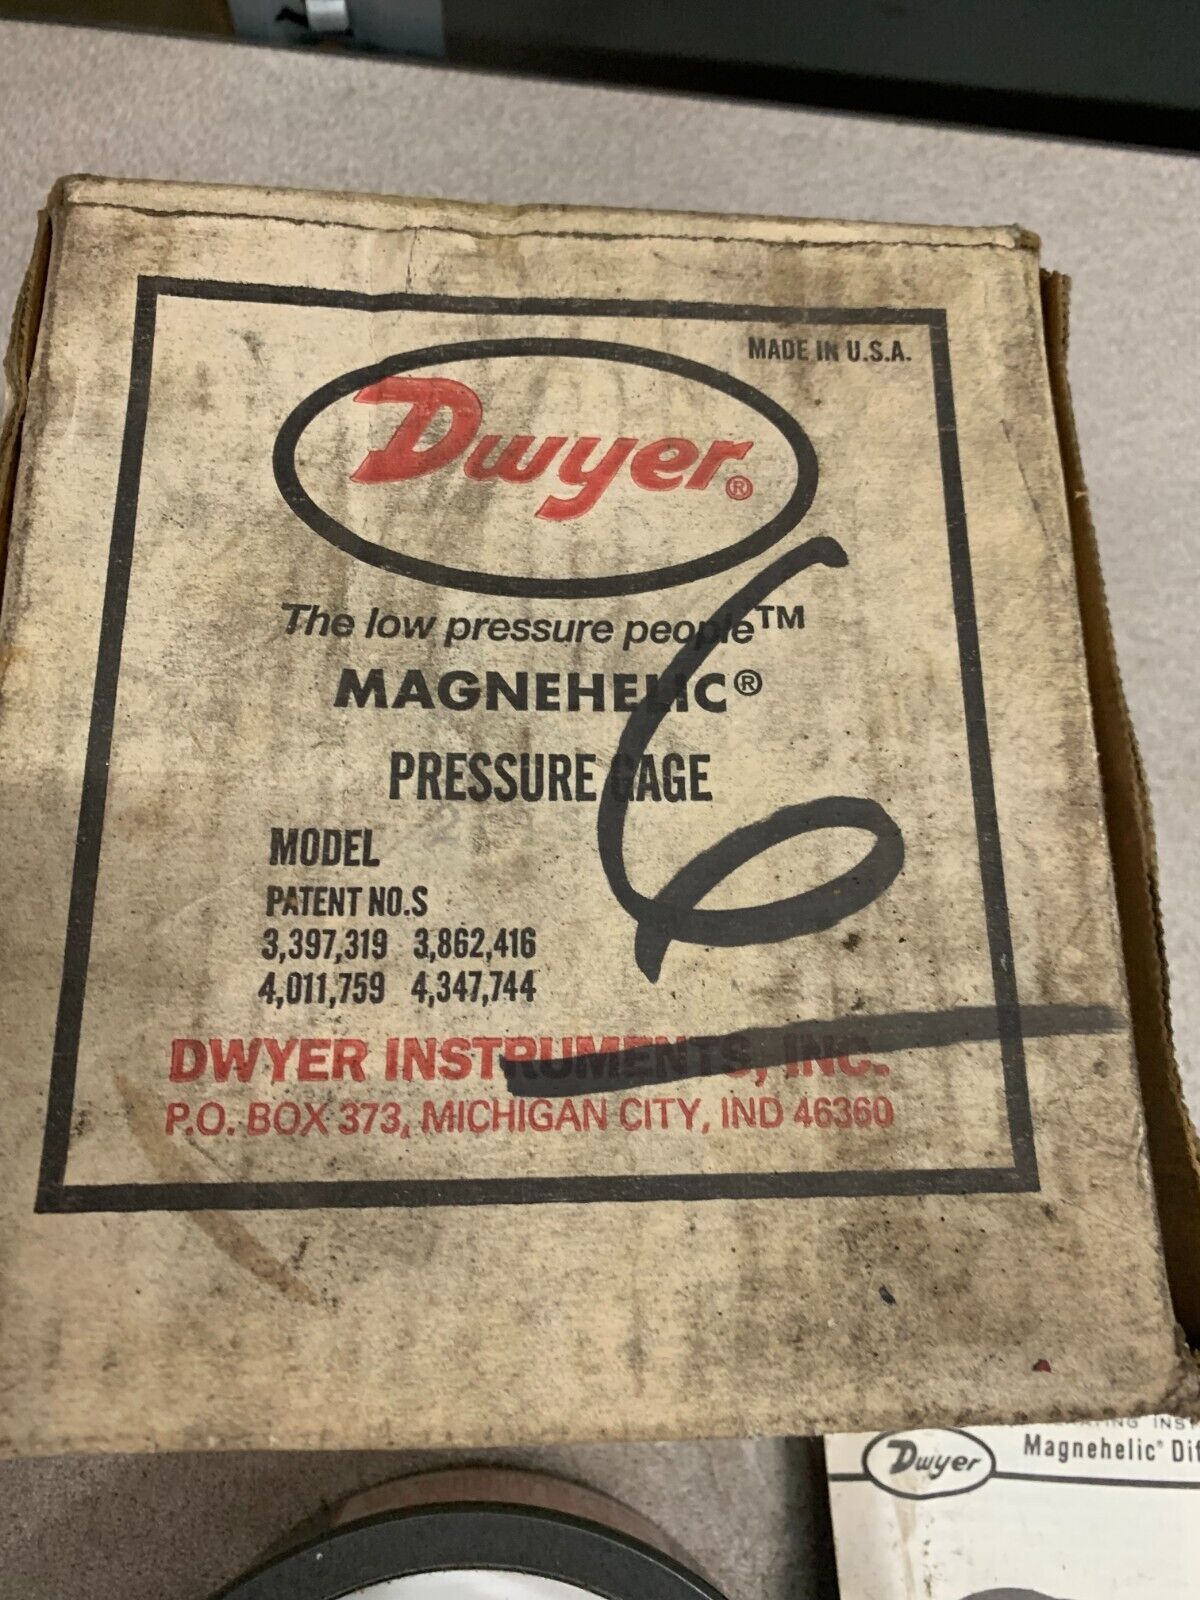 MADE IN U.S.A.
Dwyer®
The low pressure people™
MAGNEHELIC®
PRESSURE GAGE
MODEL
PATENT NO.S
3,397,319 3,862,416
4,011,759 4,347,744
6
DWYER INSTRUMENTS, INC.
P.O. BOX 373, MICHIGAN CITY, IND 46360
Dwyer
Magnehelic®